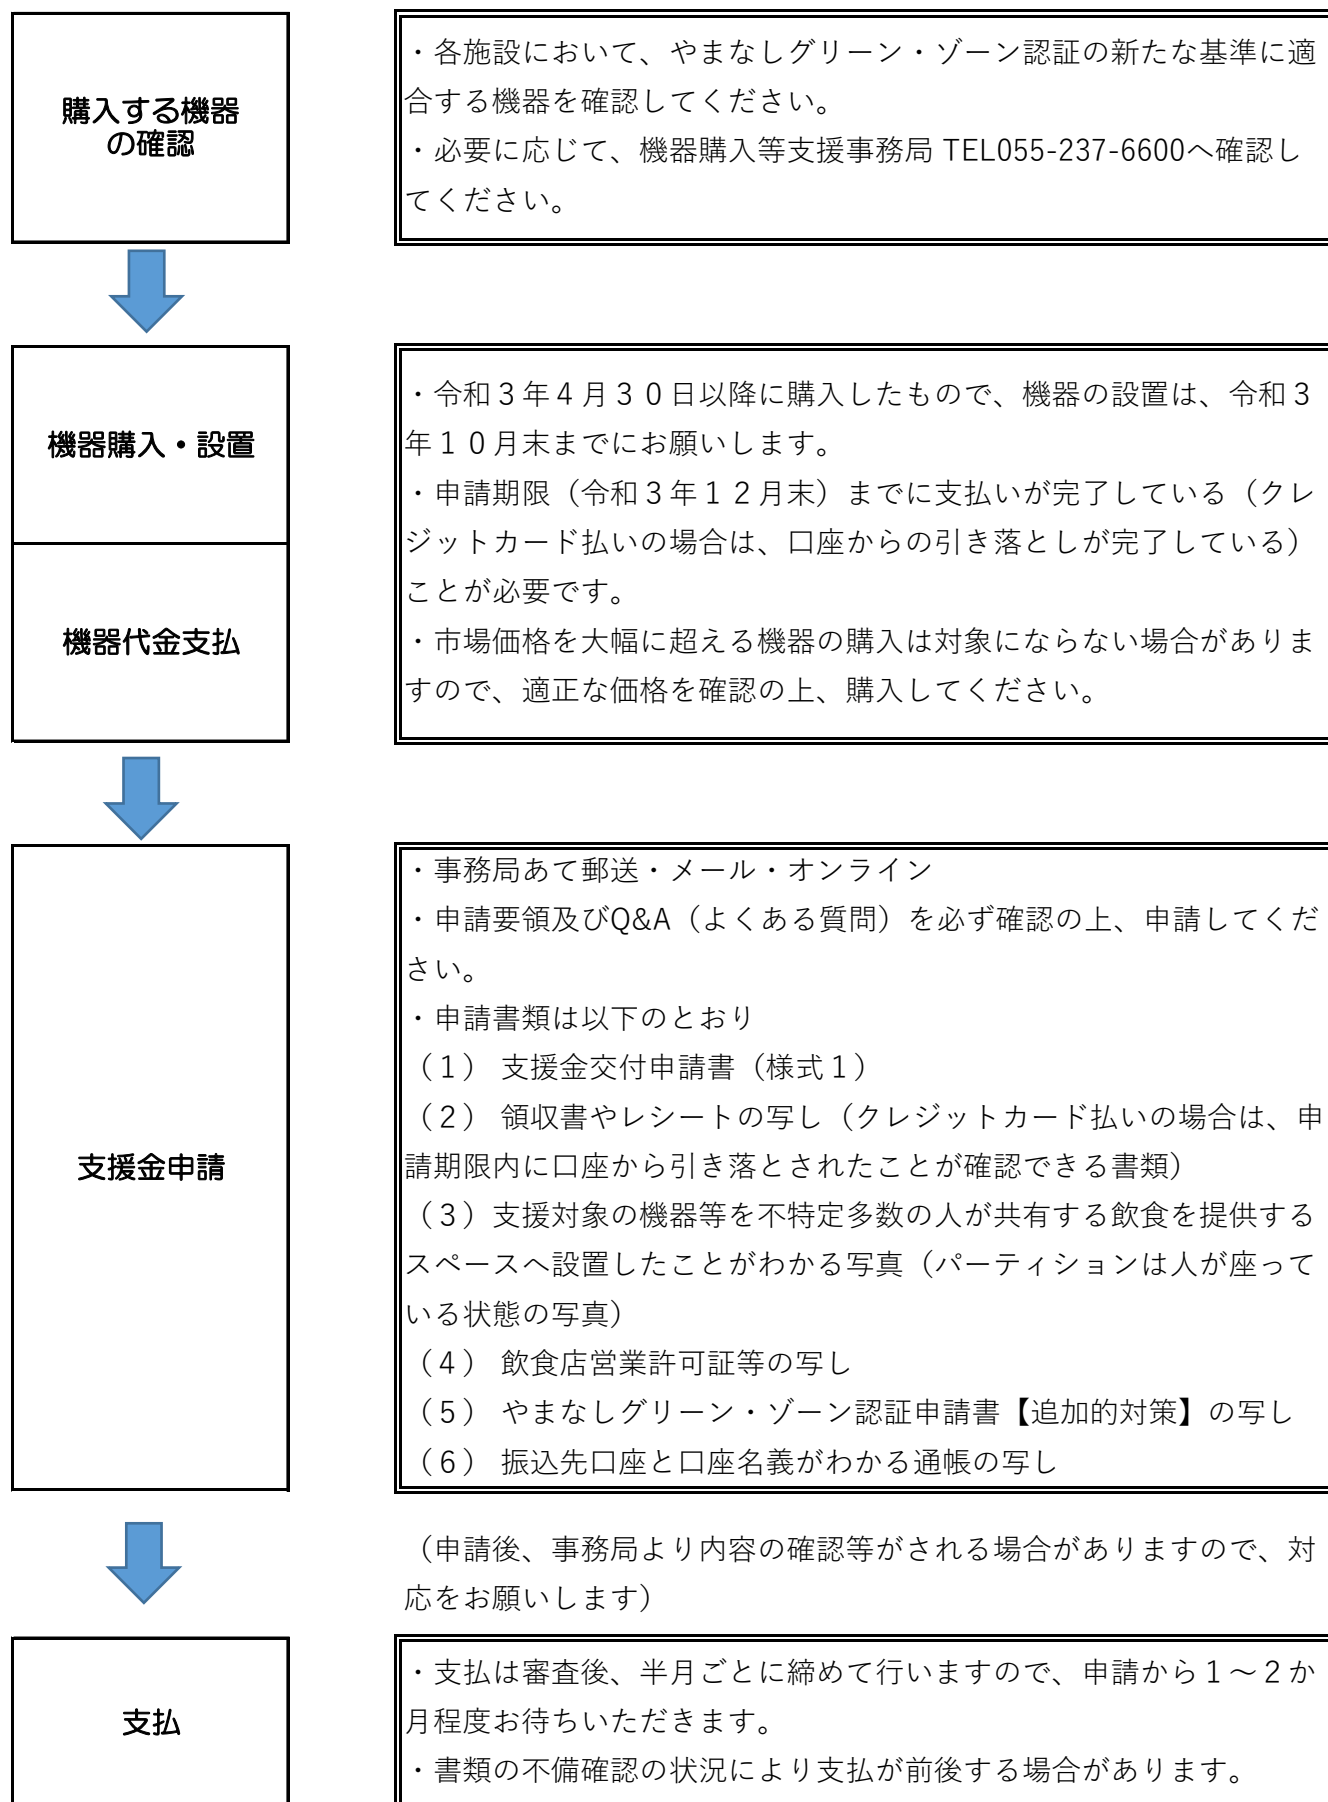 購入する機器
の確認
・各施設において、やまなしグリーン・ゾーン認証の新たな基準に適
合する機器を確認してください。
・必要に応じて、機器購入等支援事務局 TEL055-237-6600へ確認し
てください。
機器購入・設置
機器代金支払
・令和３年４月３０日以降に購入したもので、機器の設置は、令和３
年１０月末までにお願いします。
・申請期限（令和３年１２月末）までに支払いが完了している（クレ
ジットカード払いの場合は、口座からの引き落としが完了している）
ことが必要です。
・市場価格を大幅に超える機器の購入は対象にならない場合がありま
すので、適正な価格を確認の上、購入してください。
支援金申請
・事務局あて郵送・メール・オンライン
・申請要領及びQ&A（よくある質問）を必ず確認の上、申請してくだ
さい。
・申請書類は以下のとおり
（１） 支援金交付申請書（様式１）
（２） 領収書やレシートの写し（クレジットカード払いの場合は、申
請期限内に口座から引き落とされたことが確認できる書類）
（３）支援対象の機器等を不特定多数の人が共有する飲食を提供する
スペースへ設置したことがわかる写真（パーティションは人が座って
いる状態の写真）
（４） 飲食店営業許可証等の写し
（５） やまなしグリーン・ゾーン認証申請書【追加的対策】の写し
（６） 振込先口座と口座名義がわかる通帳の写し
（申請後、事務局より内容の確認等がされる場合がありますので、対
応をお願いします）
支払
・支払は審査後、半月ごとに締めて行いますので、申請から１～２か
月程度お待ちいただきます。
・書類の不備確認の状況により支払が前後する場合があります。